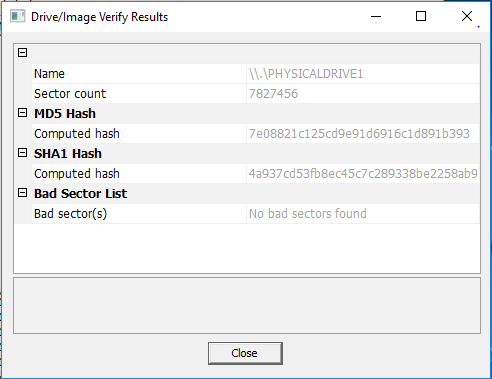 Drive/Image Verify Results
Name \\.\PHYSICALDRIVE1
Sector count 7827456
MD5 Hash
Computed hash 7e08821c125cd9e91d6916c1d891b393
SHA1 Hash
Computed hash 4a937cd53fb8ec45c7c289338be2258ab9
Bad Sector List
Bad sector(s) No bad sectors found
Close